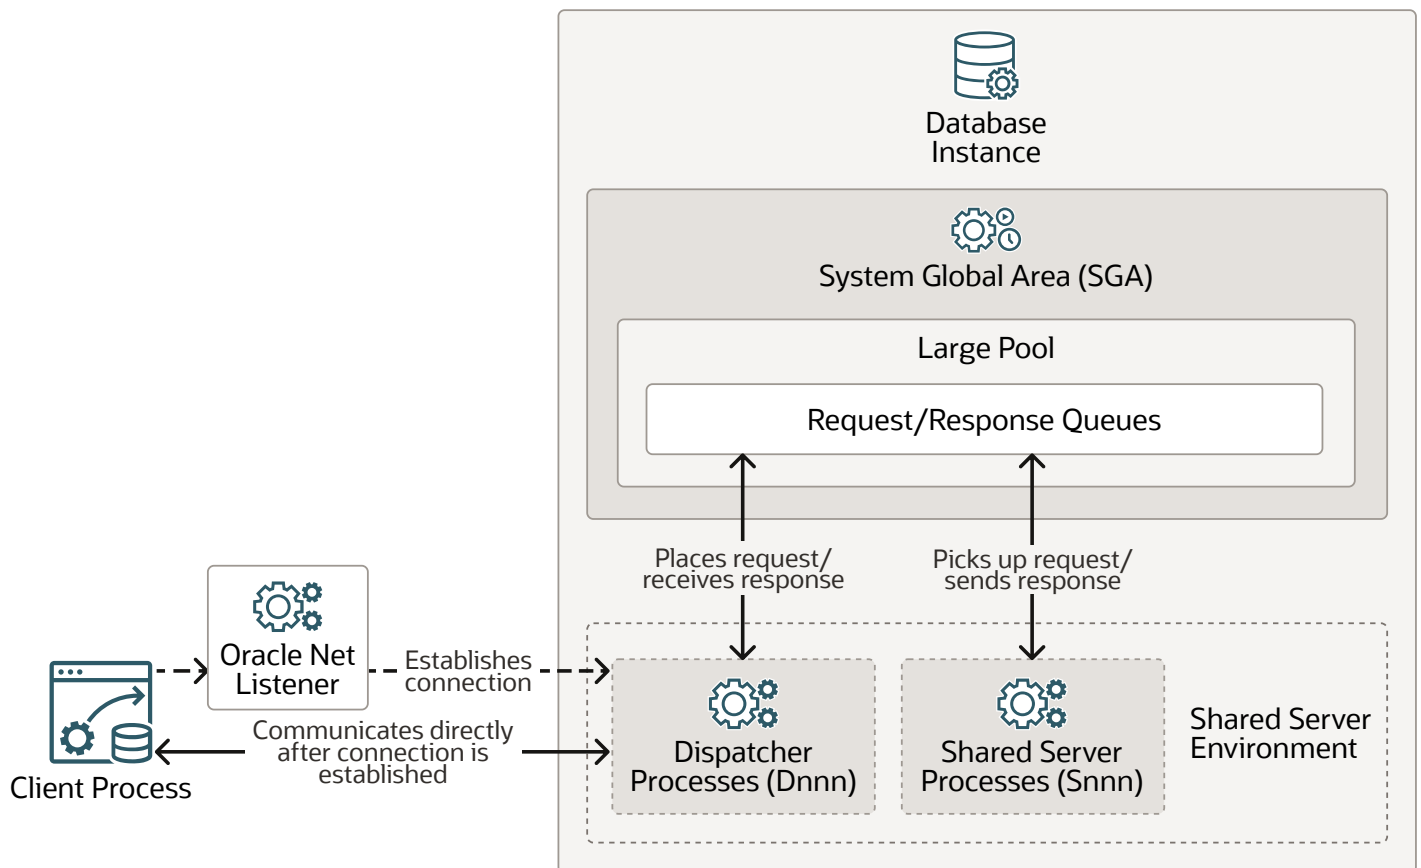 Database
Instance
System Global Area (SGA)
Large Pool
Request/Response Queues
Places request/
receives response
Picks up request/
sends response
Oracle Net
Listener
Establishes
connection
Communicates directly
after connection is
established
Client Process
Dispatcher
Processes (Dnnn)
Shared Server
Processes (Snnn)
Shared Server
Environment